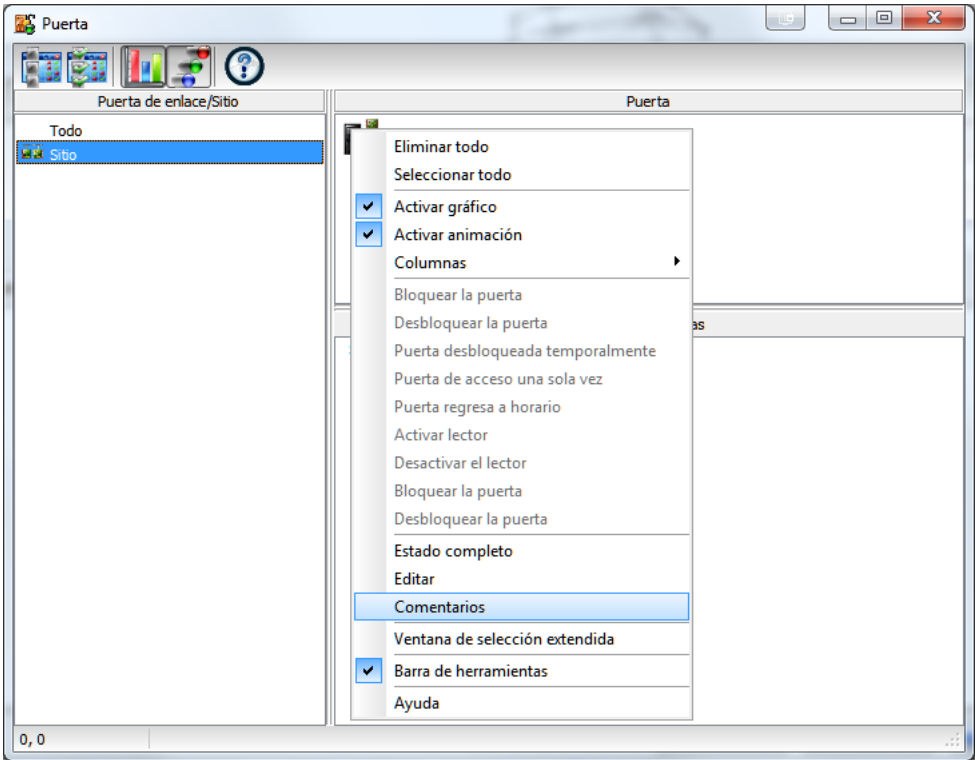 Puerta
Puerta de enlace/Sitio
Puerta
Todo
Sitio
Eliminar todo
Seleccionar todo
Activar gráfico
Activar animación
Columnas
Bloquear la puerta
Desbloquear la puerta
as
Puerta desbloqueada temporalmente
Puerta de acceso una sola vez
Puerta regresa a horario
Activar lector
Desactivar el lector
Bloquear la puerta
Desbloquear la puerta
Estado completo
Editar
Comentarios
Ventana de selección extendida
Barra de herramientas
Ayuda
0, 0